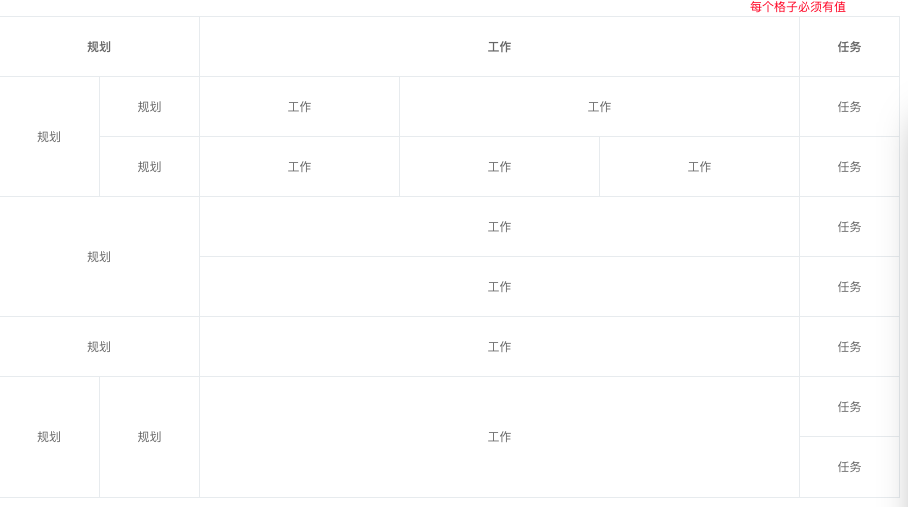 每个格子必须有值
规划 工作 任务
规划 规划 工作 工作 任务
规划 工作 工作 工作 任务
规划 工作 任务
工作 任务
规划 工作 任务
规划 规划 工作 任务
任务